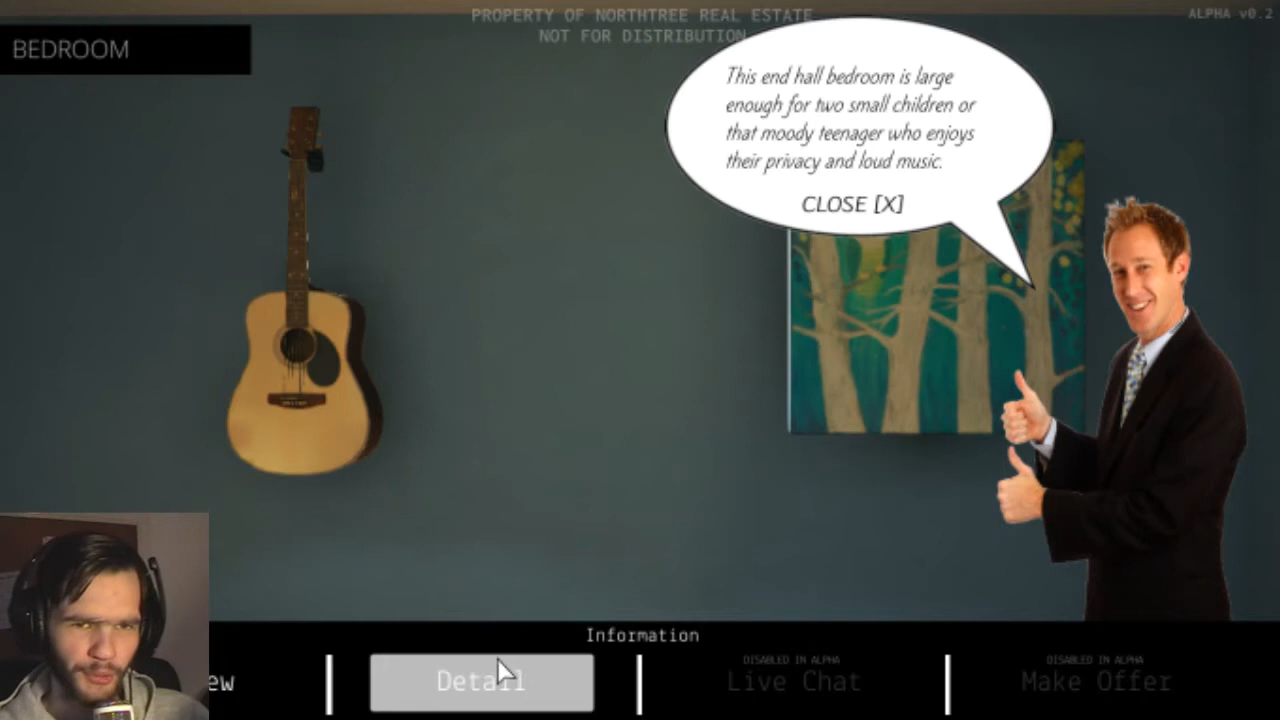 PROPERTY OF NORTHTREE REAL ESTATE
NOT FOR DISTRIBUTION
ALPHA v0.2
BEDROOM
This end hall bedroom is large
enough for two small children or
that moody teenager who enjoys
their privacy and loud music.
CLOSE [X]
Information
ew
Detail
DISABLED IN ALPHA
Live Chat
DISABLED IN ALPHA
Make Offer